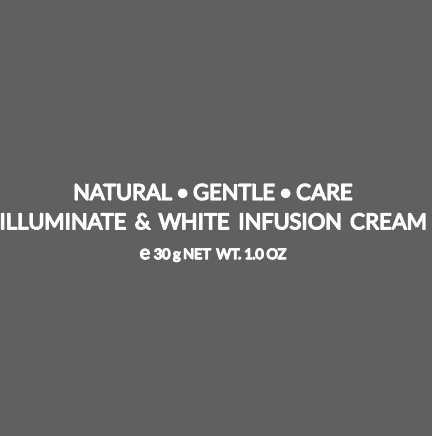 NATURAL • GENTLE • CARE
ILLUMINATE & WHITE INFUSION CREAM
℮ 30 g NET WT. 1.0 OZ